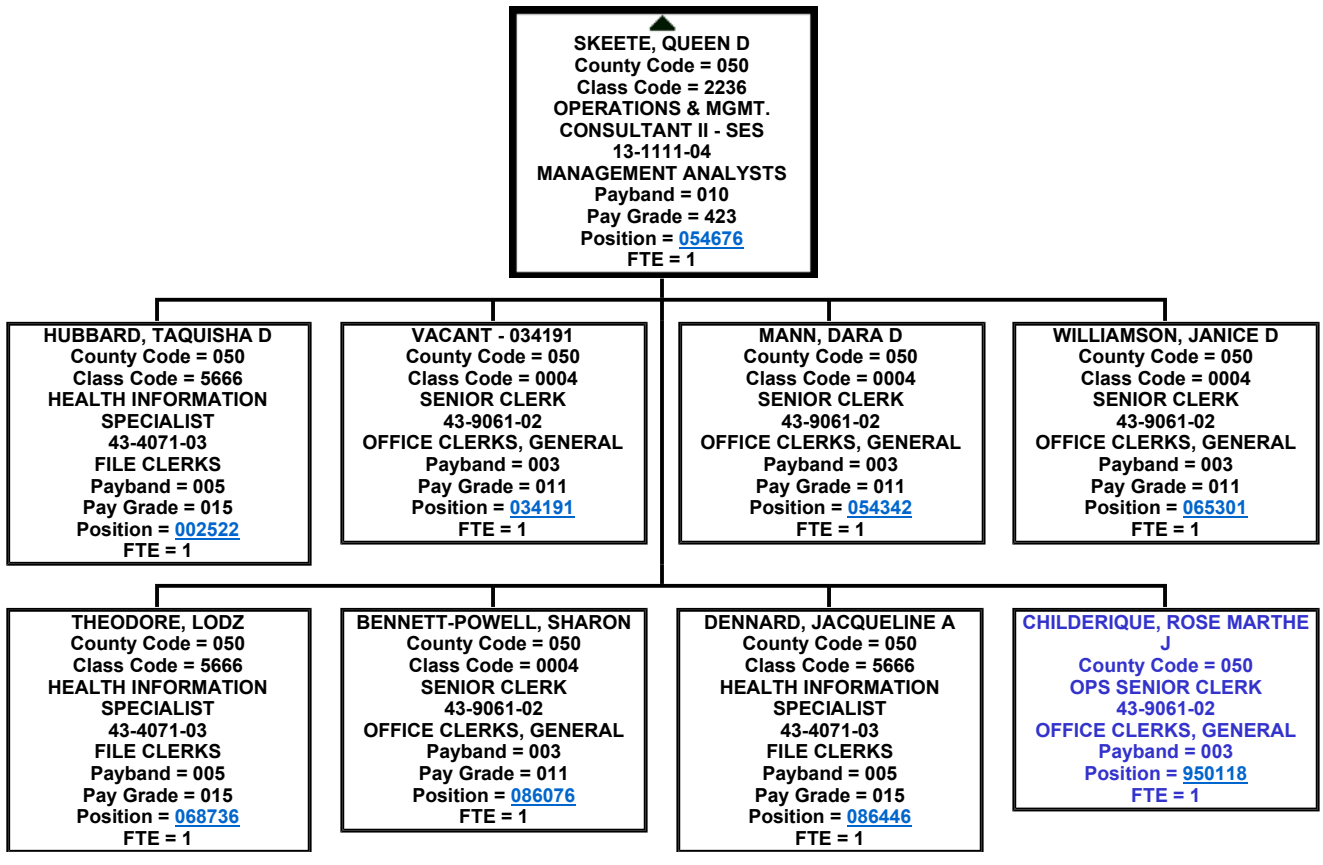 SKEETE, QUEEN D
County Code = 050
Class Code = 2236
OPERATIONS & MGMT.
CONSULTANT II - SES
13-1111-04
MANAGEMENT ANALYSTS
Payband = 010
Pay Grade = 423
Position = 054676
FTE = 1
HUBBARD, TAQUISHA D
County Code = 050
Class Code = 5666
HEALTH INFORMATION
SPECIALIST
43-4071-03
FILE CLERKS
Payband = 005
Pay Grade = 015
Position = 002522
FTE = 1
VACANT - 034191
County Code = 050
Class Code = 0004
SENIOR CLERK
43-9061-02
OFFICE CLERKS, GENERAL
Payband = 003
Pay Grade = 011
Position = 034191
FTE = 1
MANN, DARA D
County Code = 050
Class Code = 0004
SENIOR CLERK
43-9061-02
OFFICE CLERKS, GENERAL
Payband = 003
Pay Grade = 011
Position = 054342
FTE = 1
WILLIAMSON, JANICE D
County Code = 050
Class Code = 0004
SENIOR CLERK
43-9061-02
OFFICE CLERKS, GENERAL
Payband = 003
Pay Grade = 011
Position = 065301
FTE = 1
THEODORE, LODZ
County Code = 050
Class Code = 5666
HEALTH INFORMATION
SPECIALIST
43-4071-03
FILE CLERKS
Payband = 005
Pay Grade = 015
Position = 068736
FTE = 1
BENNETT-POWELL, SHARON
County Code = 050
Class Code = 0004
SENIOR CLERK
43-9061-02
OFFICE CLERKS, GENERAL
Payband = 003
Pay Grade = 011
Position = 086076
FTE = 1
DENNARD, JACQUELINE A
County Code = 050
Class Code = 5666
HEALTH INFORMATION
SPECIALIST
43-4071-03
FILE CLERKS
Payband = 005
Pay Grade = 015
Position = 086446
FTE = 1
CHILDERIQUE, ROSE MARTHE
J
County Code = 050
OPS SENIOR CLERK
43-9061-02
OFFICE CLERKS, GENERAL
Payband = 003
Position = 950118
FTE = 1